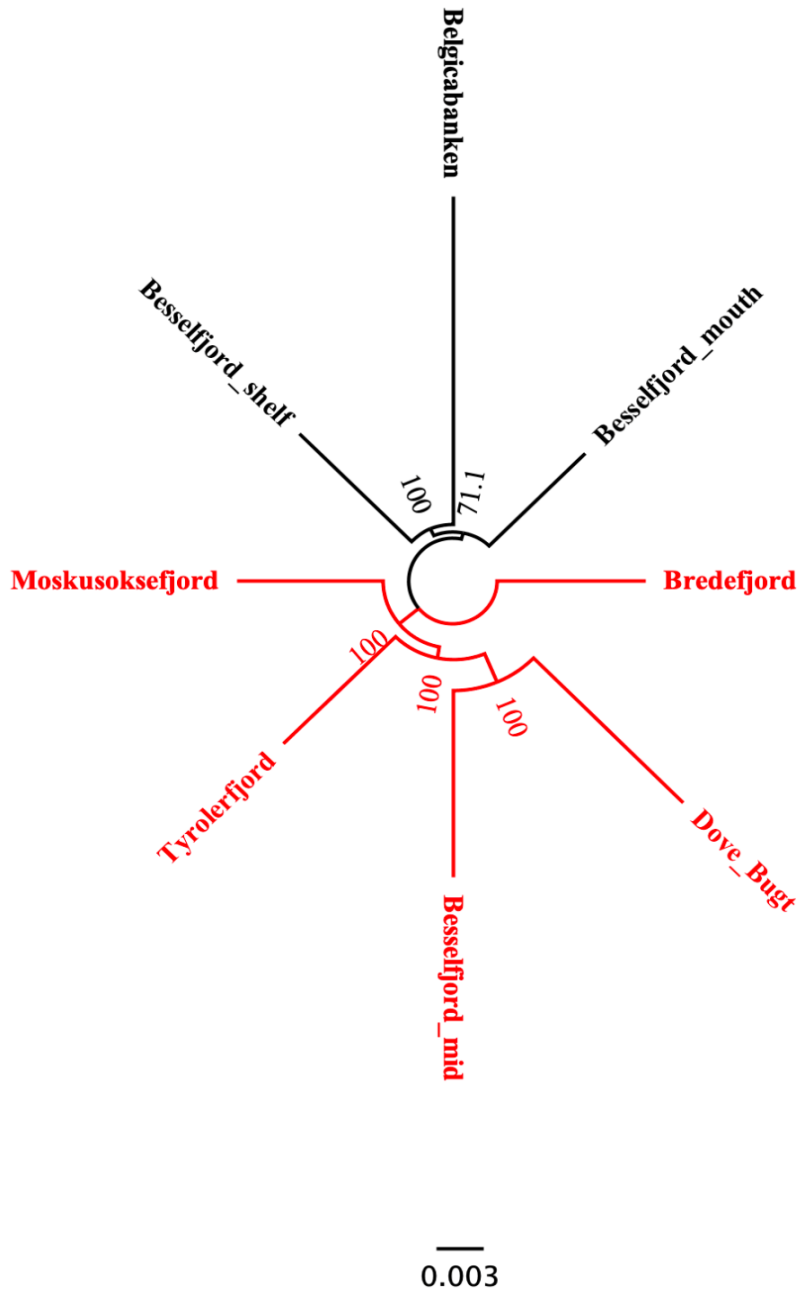 Belgicabanken
Besselfjord_shelf
Besselfjord_mouth
100
71.1
Moskusoksefjord
Bredefjord
100
100
100
Tyrolerfjord
Dove_Bugt
Besselfjord_mid
0.003